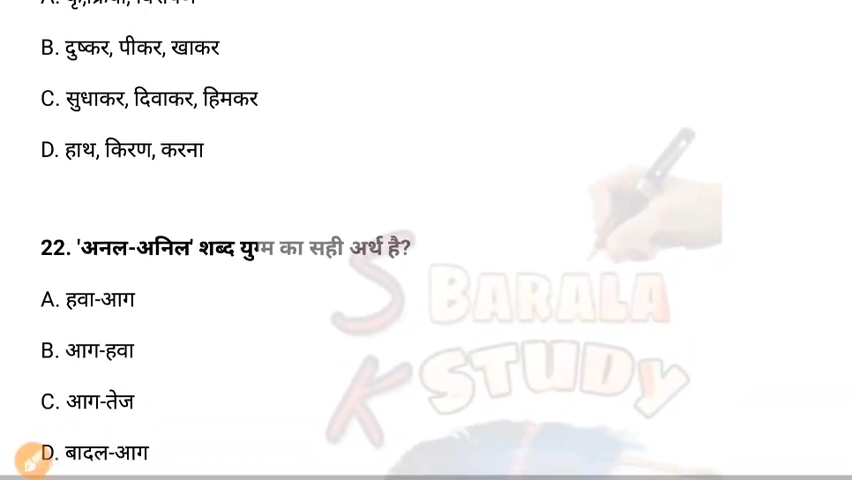 B. दुष्कर, पीकर, खाकर
C. सुधाकर, दिवाकर, हिमकर
D. हाथ, किरण, करना
22. 'अनल-अनिल' शब्द युग्म का सही अर्थ है?
A. हवा-आग
B. आग-हवा
C. आग-तेज
D. बादल-आग
S BARALA
K STUDY